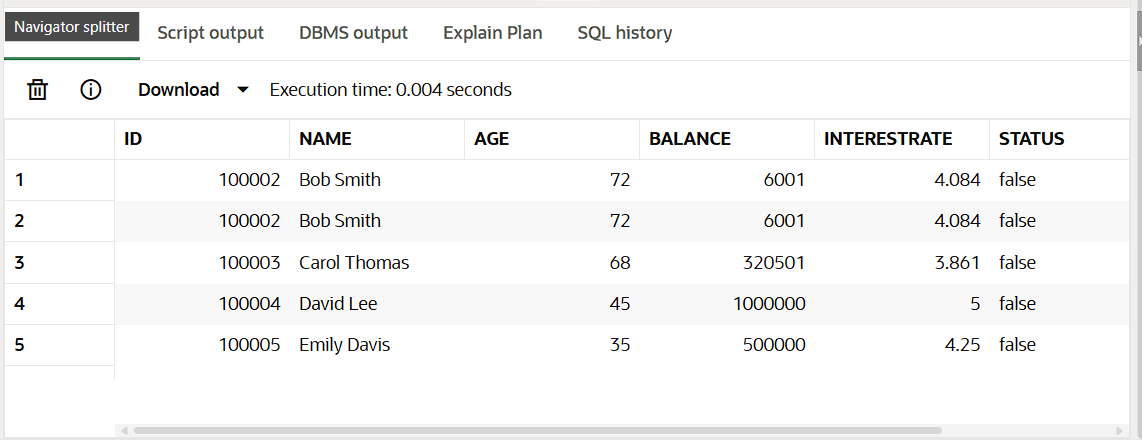 Navigator splitter Script output DBMS output Explain Plan SQL history
Download Execution time: 0.004 seconds
ID NAME AGE BALANCE INTERESTRATE STATUS
1 100002 Bob Smith 72 6001 4.084 false
2 100002 Bob Smith 72 6001 4.084 false
3 100003 Carol Thomas 68 320501 3.861 false
4 100004 David Lee 45 1000000 5 false
5 100005 Emily Davis 35 500000 4.25 false